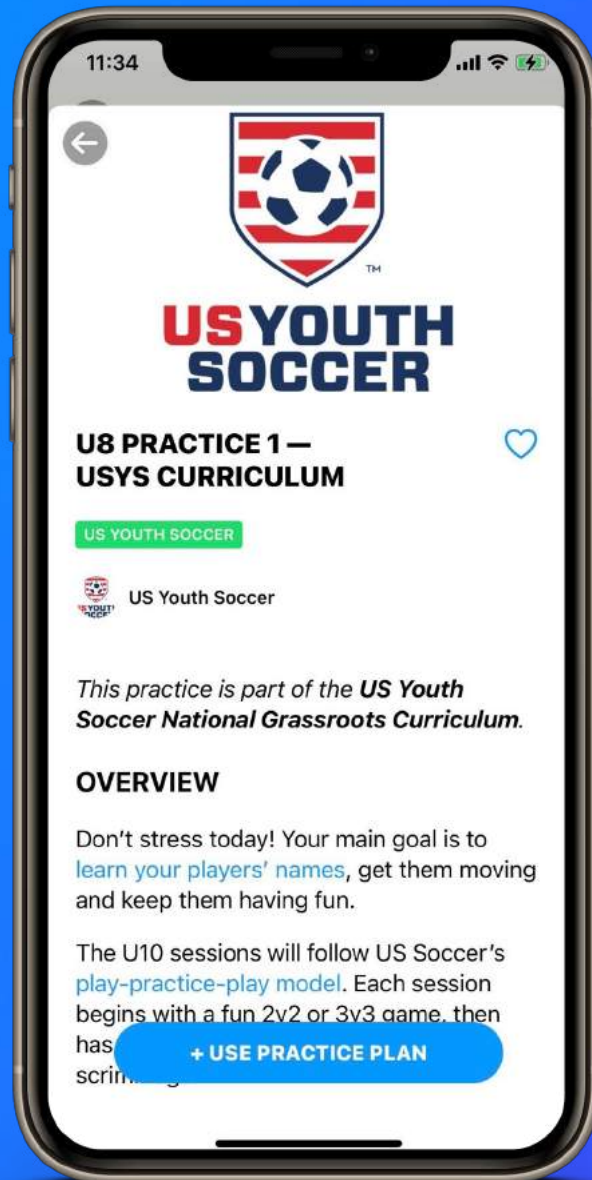 11:34
TM
US YOUTH
SOCCER
U8 PRACTICE 1 —
USYS CURRICULUM
US YOUTH SOCCER
US Youth Soccer
This practice is part of the US Youth
Soccer National Grassroots Curriculum.
OVERVIEW
Don't stress today! Your main goal is to
learn your players' names, get them moving
and keep them having fun.
The U10 sessions will follow US Soccer's
play-practice-play model. Each session
begins with a fun 2v2 or 3v3 game, then
has
+ USE PRACTICE PLAN